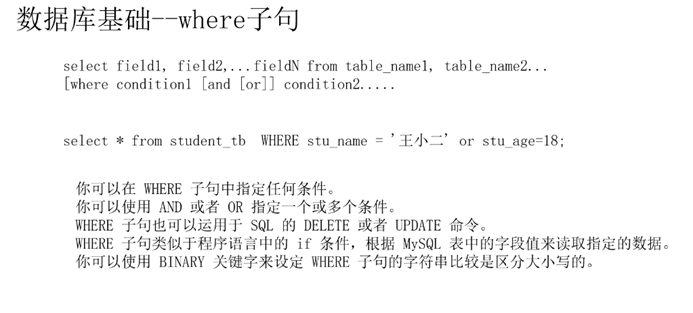 数据库基础--where子句
select field1, field2,...fieldN from table_name1, table_name2...
[where condition1 [and [or]] condition2.....
select * from student_tb  WHERE stu_name = '王小二' or stu_age=18;
你可以在 WHERE 子句中指定任何条件。
你可以使用 AND 或者 OR 指定一个或多个条件。
WHERE 子句也可以运用于 SQL 的 DELETE 或者 UPDATE 命令。
WHERE 子句类似于程序语言中的 if 条件，根据 MySQL 表中的字段值来读取指定的数据。
你可以使用 BINARY 关键字来设定 WHERE 子句的字符串比较是区分大小写的。